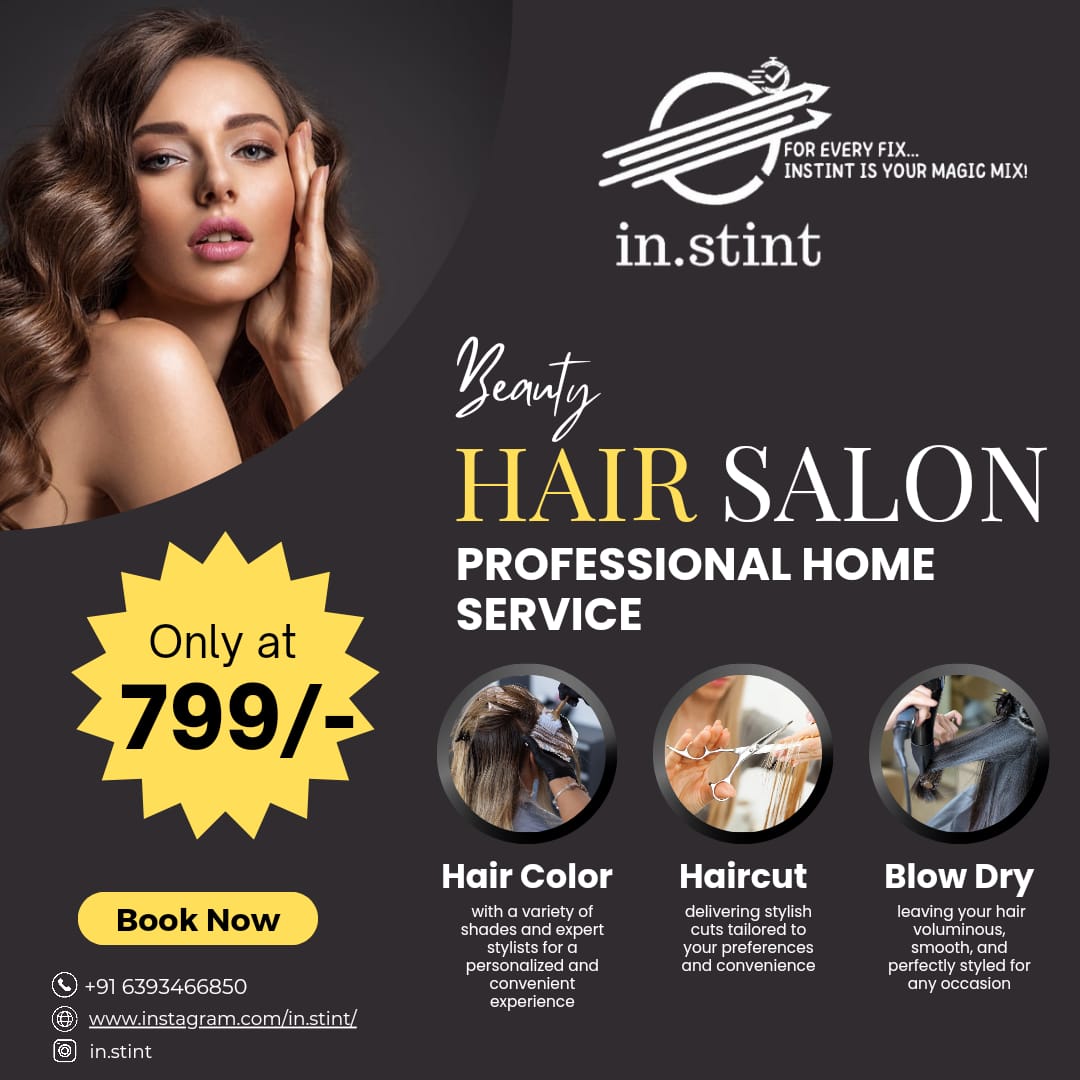 FOR EVERY FIX...
INSTINT IS YOUR MAGIC MIX!
in.stint
Beauty
HAIR SALON
PROFESSIONAL HOME
SERVICE
Only at
799/-
Hair Color
with a variety of
shades and expert
stylists for a
personalized and
convenient
experience
Haircut
delivering stylish
cuts tailored to
your preferences
and convenience
Blow Dry
leaving your hair
voluminous,
smooth, and
perfectly styled for
any occasion
Book Now
+91 6393466850
www.instagram.com/in.stint/
in.stint